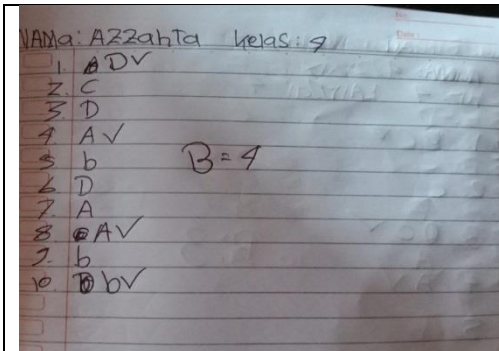 NAMa: AZZahTa kelas: 4
1. D✓
2. C
3. D
4. A ✓
5. b
6. D
7. A
8. A✓
9. b
10 b✓
B = 4